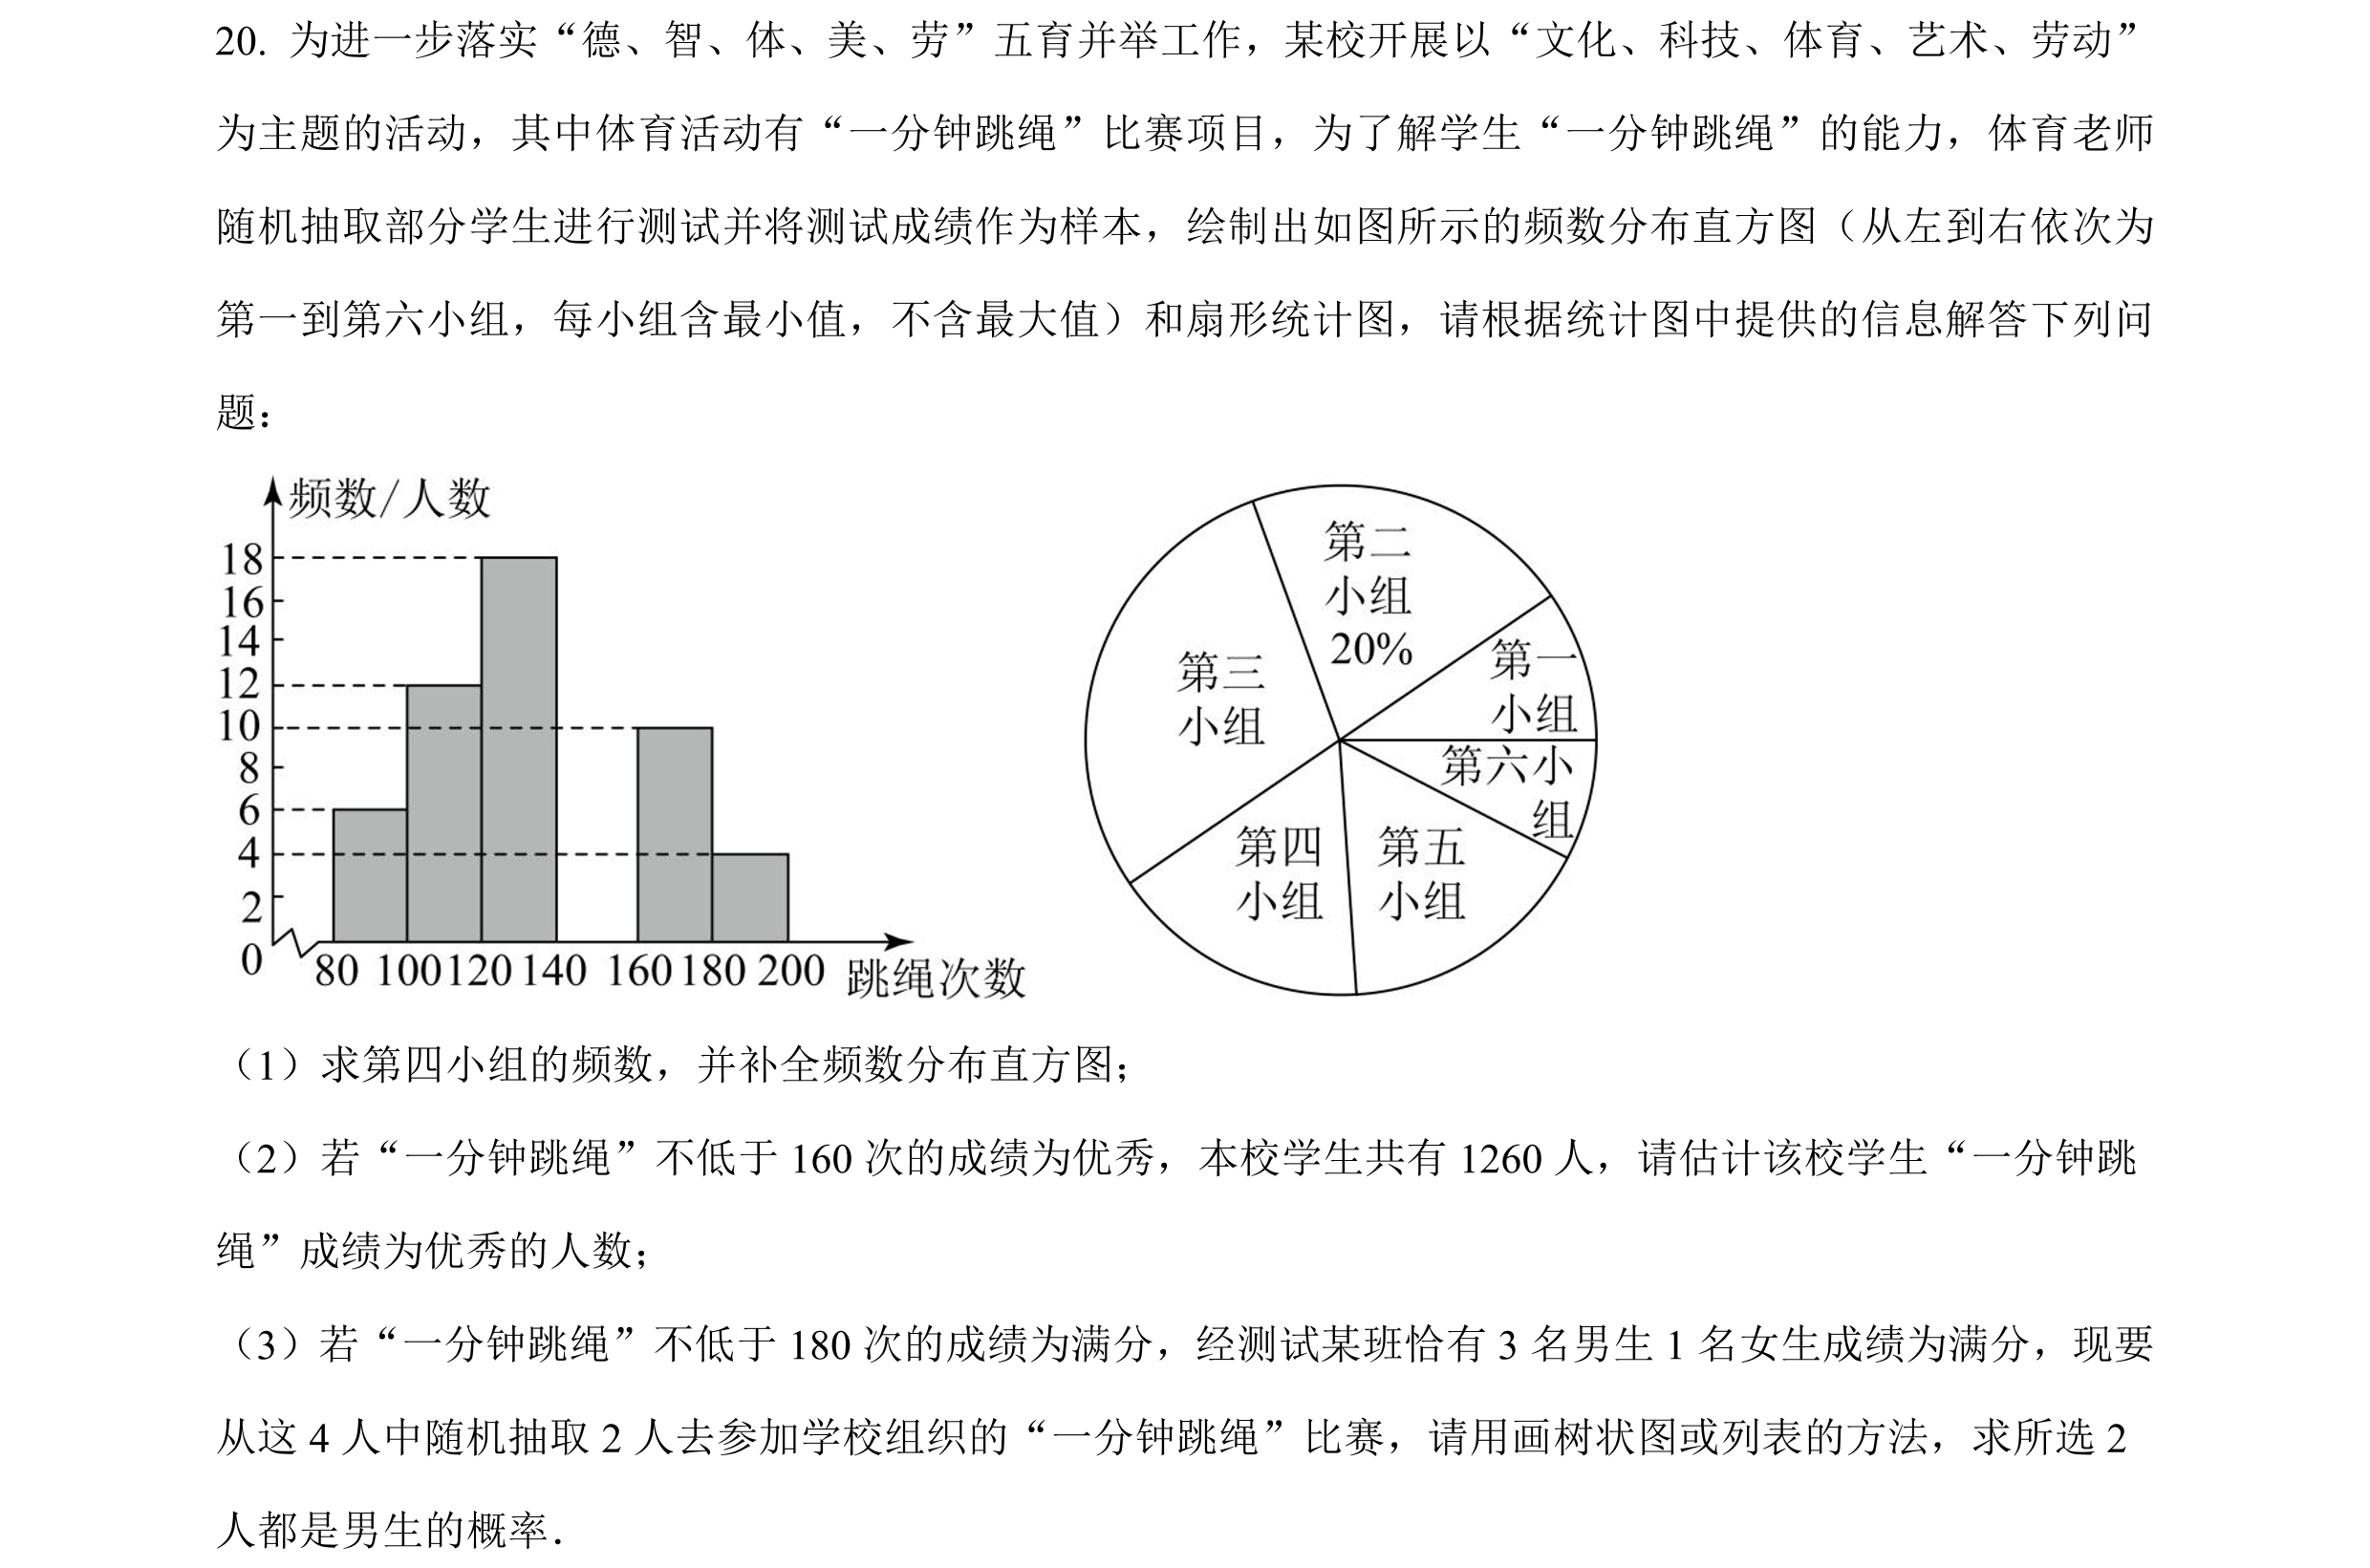 20. 为进一步落实“德、智、体、美、劳”五育并举工作，某校开展以“文化、科技、体育、艺术、劳动”
为主题的活动，其中体育活动有“一分钟跳绳”比赛项目，为了解学生“一分钟跳绳”的能力，体育老师
随机抽取部分学生进行测试并将测试成绩作为样本，绘制出如图所示的频数分布直方图（从左到右依次为
第一到第六小组，每小组含最小值，不含最大值）和扇形统计图，请根据统计图中提供的信息解答下列问
题：
频数/人数
18
16
14
12
10
8
6
4
2
0
80 100 120 140 160 180 200
跳绳次数
第二
小组
20%
第一
小组
第三
小组
第六小
组
第四
小组
第五
小组
（1）求第四小组的频数，并补全频数分布直方图；
（2）若“一分钟跳绳”不低于 160 次的成绩为优秀，本校学生共有 1260 人，请估计该校学生“一分钟跳
绳”成绩为优秀的人数；
（3）若“一分钟跳绳”不低于 180 次的成绩为满分，经测试某班恰有 3 名男生 1 名女生成绩为满分，现要
从这 4 人中随机抽取 2 人去参加学校组织的“一分钟跳绳”比赛，请用画树状图或列表的方法，求所选 2
人都是男生的概率．